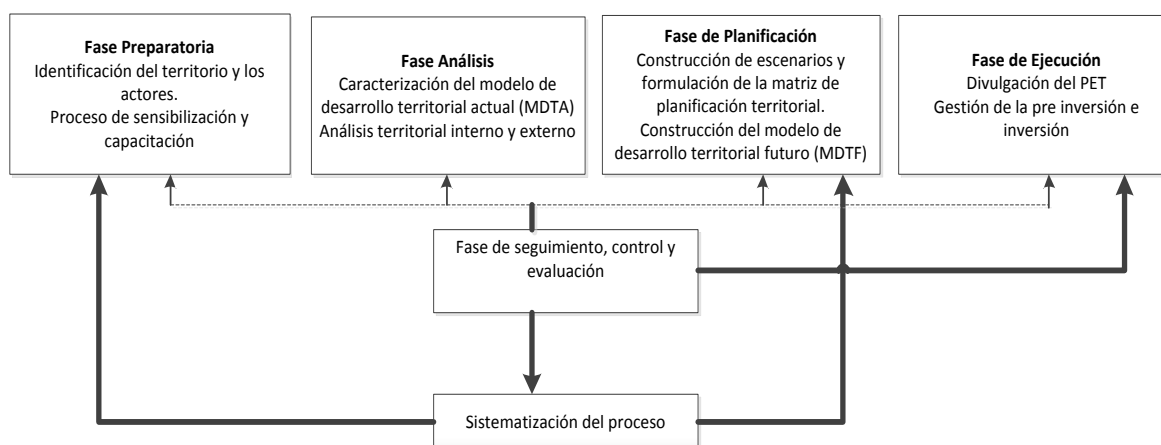 Fase Preparatoria
Identificación del territorio y los
actores.
Proceso de sensibilización y
capacitación
Fase Análisis
Caracterización del modelo de
desarrollo territorial actual (MDTA)
Análisis territorial interno y externo
Fase de Planificación
Construcción de escenarios y
formulación de la matriz de
planificación territorial.
Construcción del modelo de
desarrollo territorial futuro (MDTF)
Fase de Ejecución
Divulgación del PET
Gestión de la pre inversión e
inversión
Fase de seguimiento, control y
evaluación
Sistematización del proceso